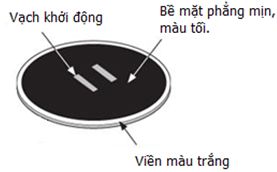 Vạch khởi động
Bề mặt phẳng mịn,
màu tối.
Viền màu trắng